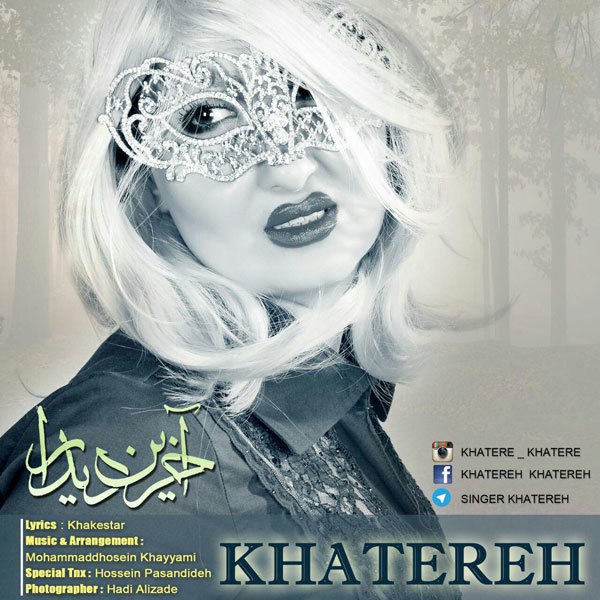 آخرین دیدار
KHATERE _ KHATERE
KHATEREH KHATEREH
SINGER KHATEREH
Lyrics : Khakestar
Music & Arrangement :
Mohammaddhosein Khayyami
Special Tnx : Hossein Pasandideh
Photographer : Hadi Alizade
KHATEREH